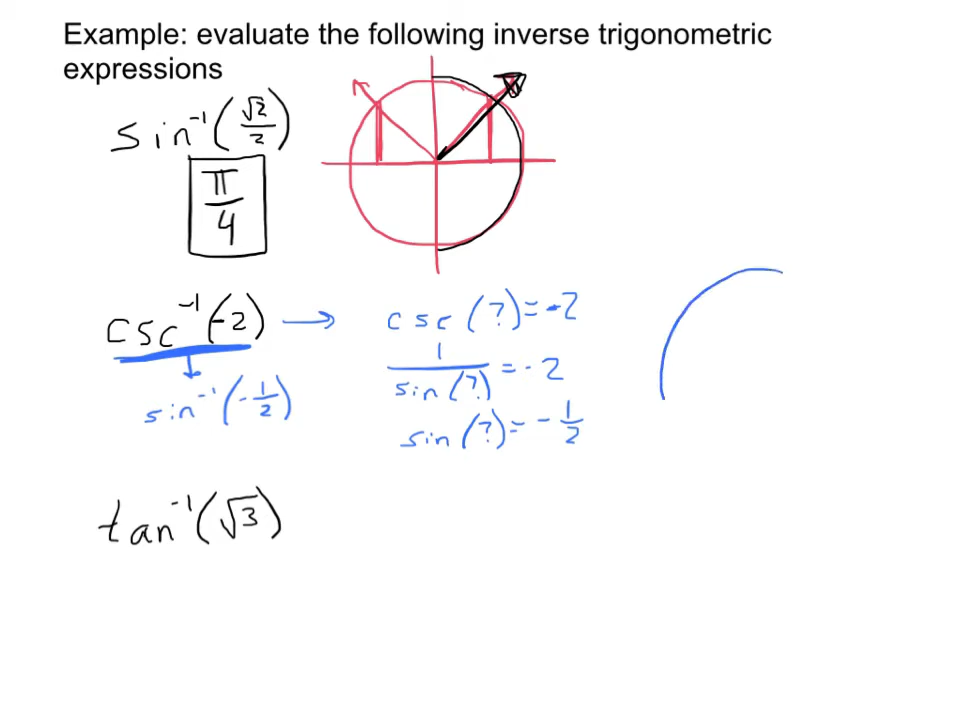 Example: evaluate the following inverse trigonometric
expressions
sin⁻¹(√2/2)
π/4
csc⁻¹(-2) → csc(?)=-2
1/sin(?) = -2
sin⁻¹(-1/2)
sin(?)= -1/2
tan⁻¹(√3)